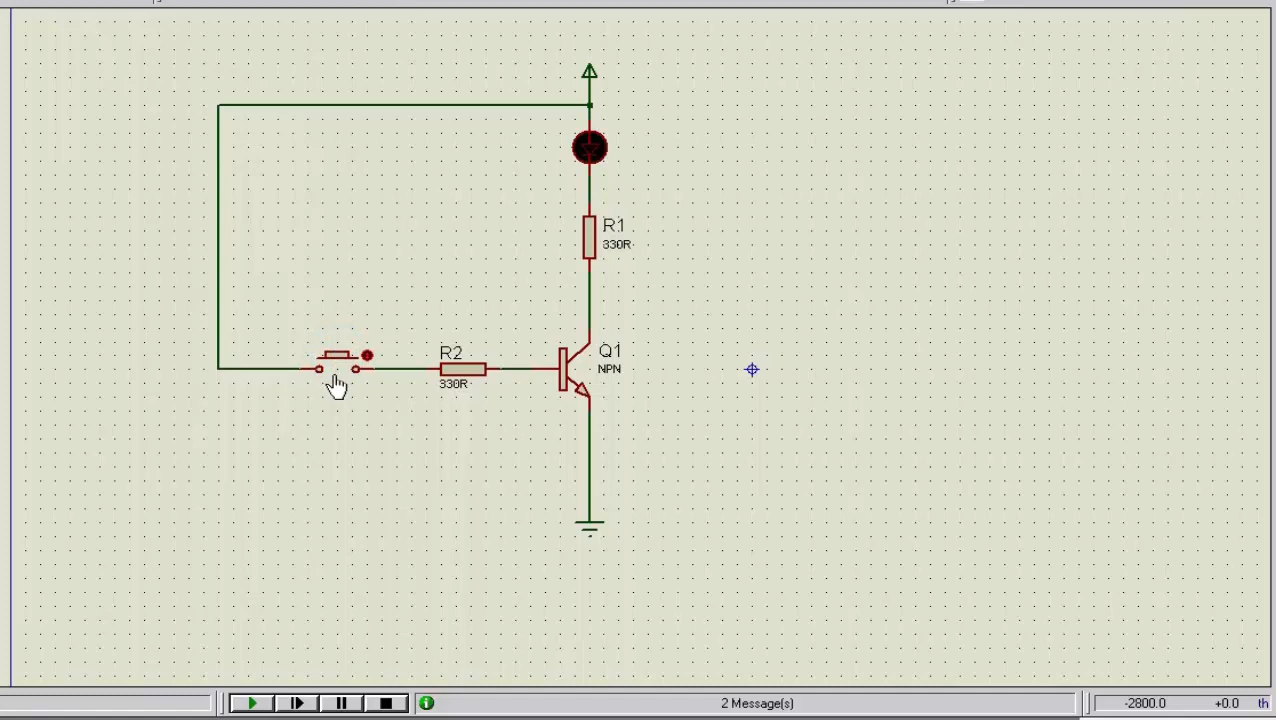 R1
330R
R2
330R
Q1
NPN
2 Message(s)
-2800.0
+0.0
th